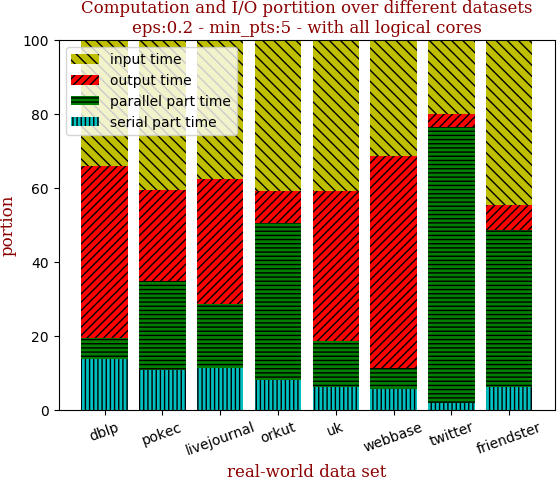 Computation and I/O portition over different datasets
eps:0.2 - min_pts:5 - with all logical cores
100
80
60
40
20
0
portion
input time
output time
parallel part time
serial part time
dblp
pokec
livejournal
orkut
uk
webbase
twitter
friendster
real-world data set